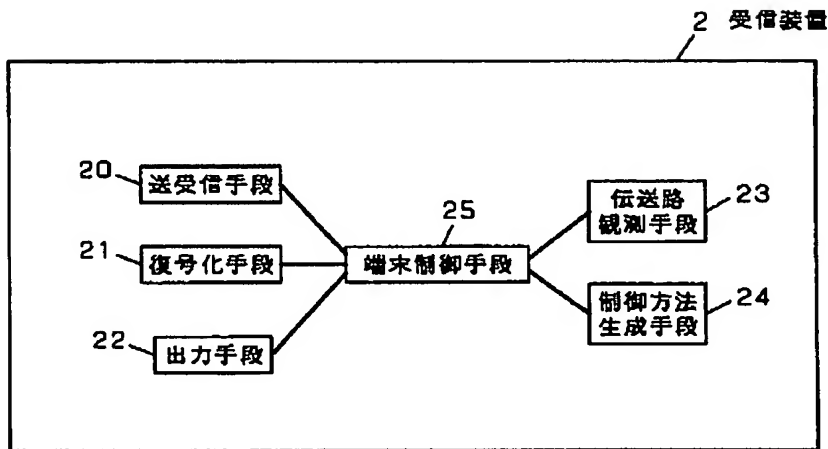 2 受信装置
20
送受信手段
21
復号化手段
22
出力手段
25
端末制御手段
伝送路
観測手段
23
制御方法
生成手段
24